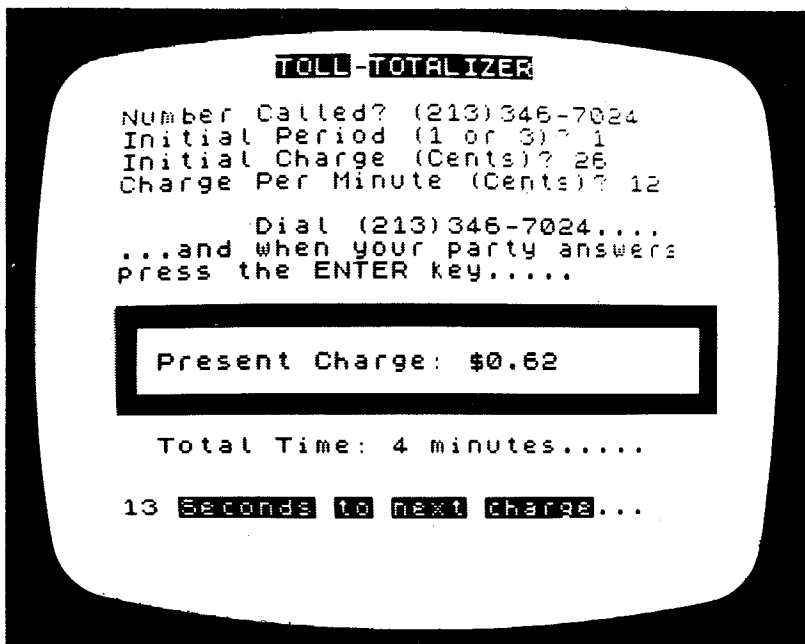 TOLL-TOTALIZER
Number Called? (213)346-7024
Initial Period (1 or 3)? 1
Initial Charge (Cents)? 26
Charge Per Minute (Cents)? 12
Dial (213)346-7024....
...and when your party answers
press the ENTER key.....
Present Charge: $0.62
Total Time: 4 minutes.....
13 Seconds to next charge...